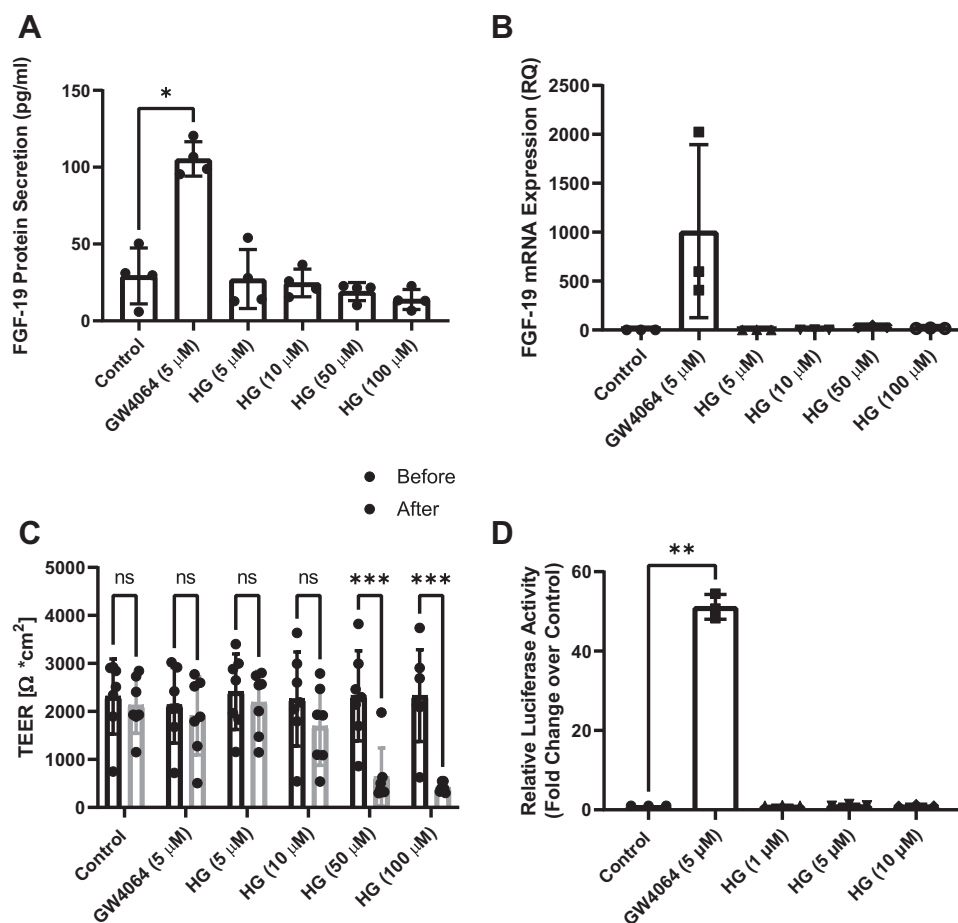 A
FGF-19 Protein Secretion (pg/ml)
150
100
50
0
*
Control
GW4064 (5 μM)
HG (5 μM)
HG (10 μM)
HG (50 μM)
HG (100 μM)
B
FGF-19 mRNA Expression (RQ)
2500
2000
1500
1000
500
0
Control
GW4064 (5 μM)
HG (5 μM)
HG (10 μM)
HG (50 μM)
HG (100 μM)
Before
After
C
TEER [Ω *cm²]
5000
4000
3000
2000
1000
0
ns
ns
ns
ns
***
***
Control
GW4064 (5 μM)
HG (5 μM)
HG (10 μM)
HG (50 μM)
HG (100 μM)
D
Relative Luciferase Activity
(Fold Change over Control)
60
40
20
0
**
Control
GW4064 (5 μM)
HG (1 μM)
HG (5 μM)
HG (10 μM)